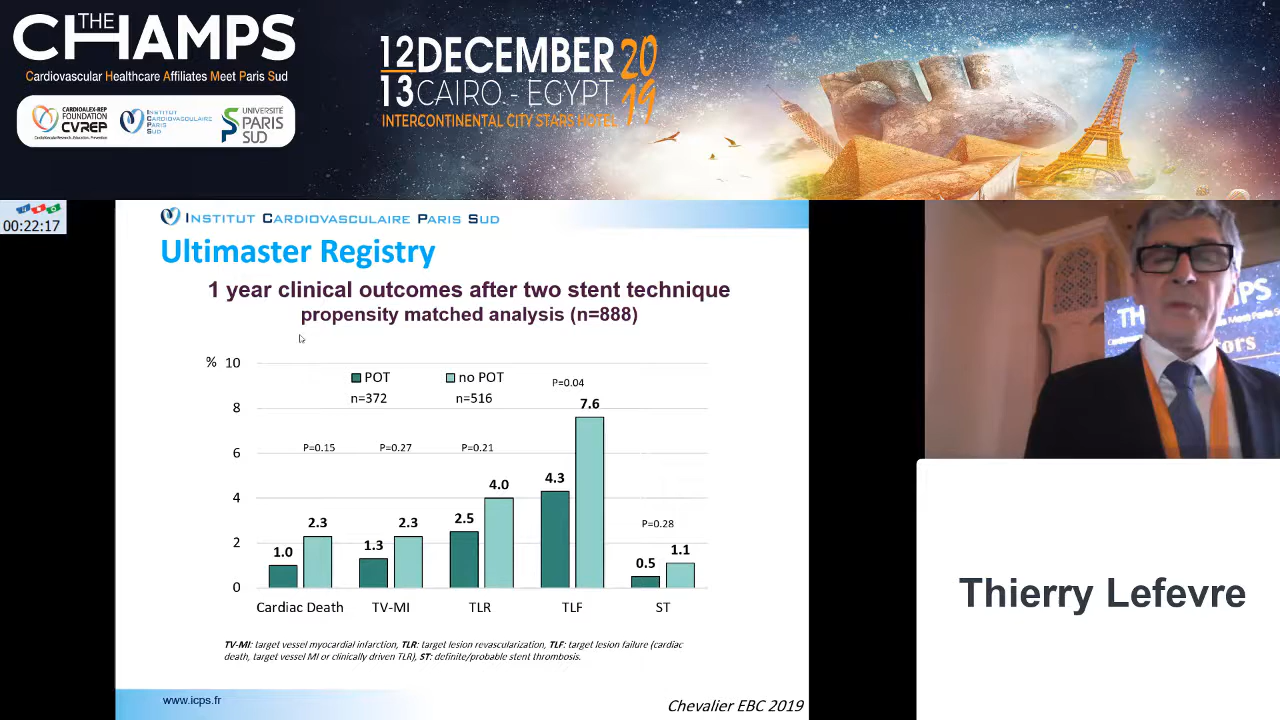 THE
CHAMPS
Cardiovascular Healthcare Affiliates Meet Paris Sud
CARDIOALEX-REP
FOUNDATION
CVREP
INSTITUT
CARDIOVASCULAIRE
PARIS
SUD
UNIVERSITÉ
PARIS
SUD
12 DECEMBER 2019
13 CAIRO - EGYPT
INTERCONTINENTAL CITY STARS HOTEL
00:22:17
INSTITUT CARDIOVASCULAIRE PARIS SUD
Ultimaster Registry
1 year clinical outcomes after two stent technique
propensity matched analysis (n=888)
% 10
8
6
4
2
0
POT
n=372
no POT
n=516
P=0.15
P=0.27
P=0.21
P=0.04
P=0.28
1.0
2.3
1.3
2.3
2.5
4.0
4.3
7.6
0.5
1.1
Cardiac Death
TV-MI
TLR
TLF
ST
TV-MI: target vessel myocardial infarction, TLR: target lesion revascularization, TLF: target lesion failure (cardiac
death, target vessel MI or clinically driven TLR), ST: definite/probable stent thrombosis.
www.icps.fr
Chevalier EBC 2019
Thierry Lefevre